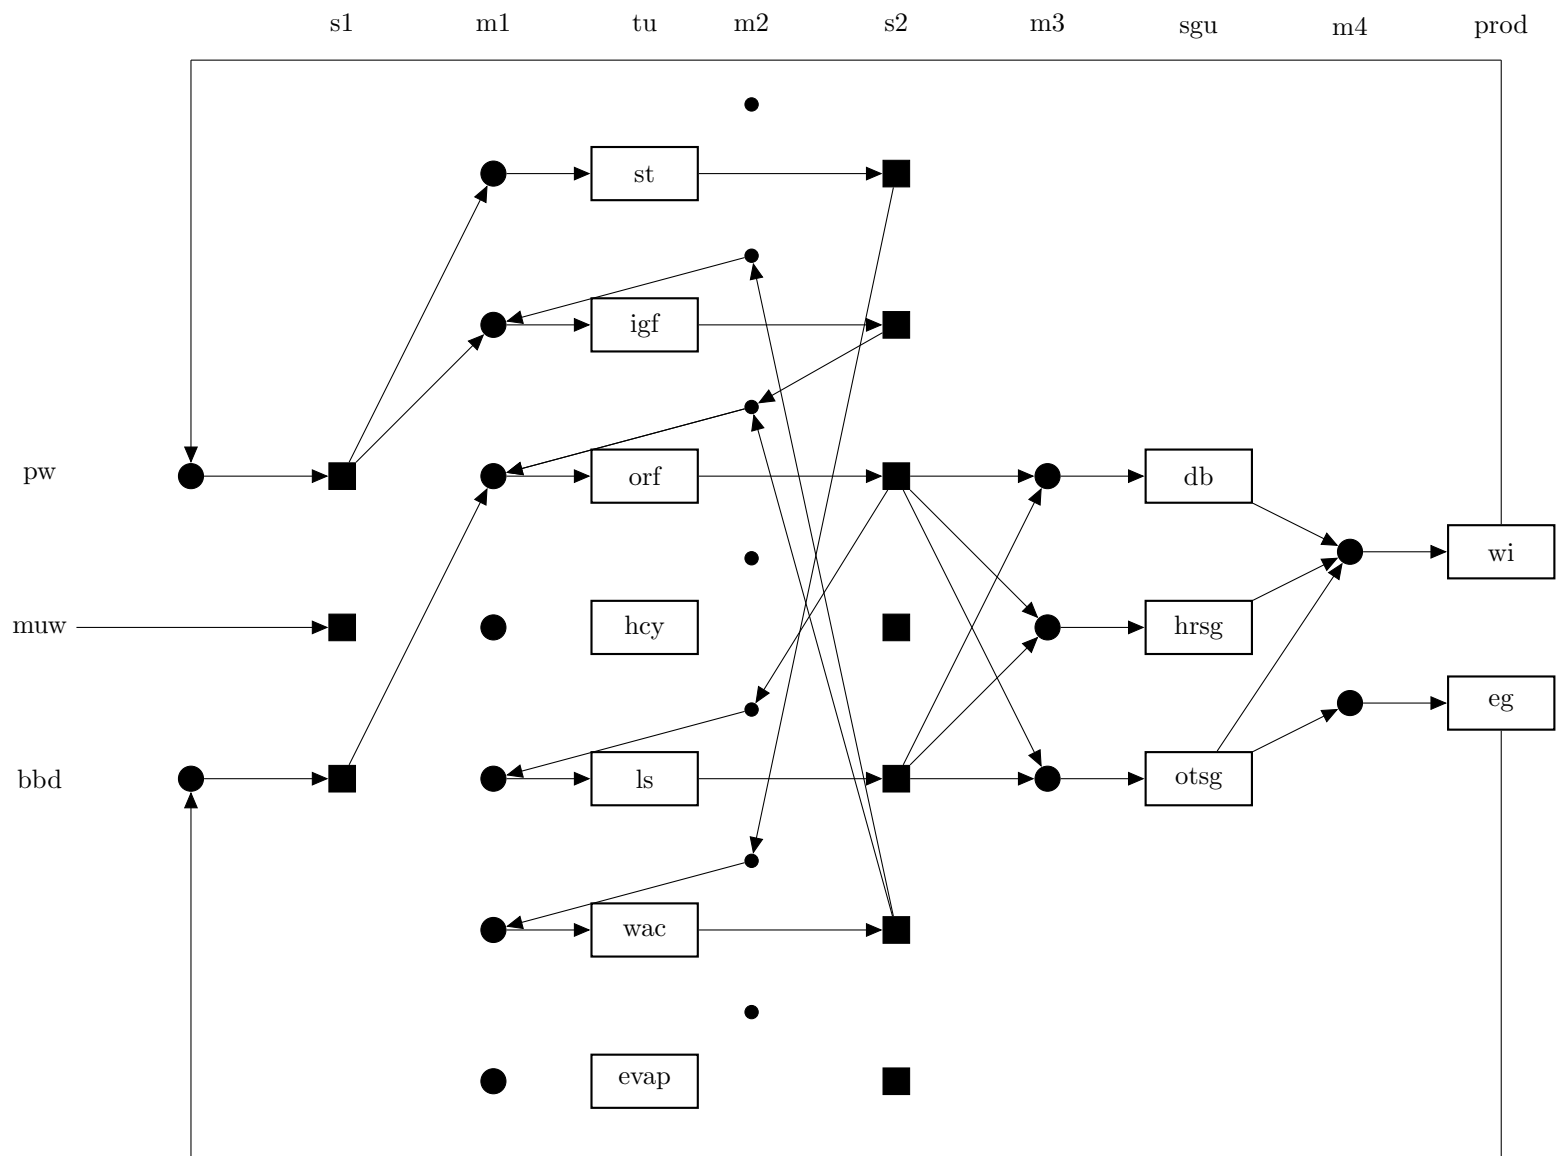 s1 m1 tu m2 s2 m3 sgu m4 prod
st
igf
pw orf db
wi
muw hcy hrsg
eg
bbd ls otsg
wac
evap